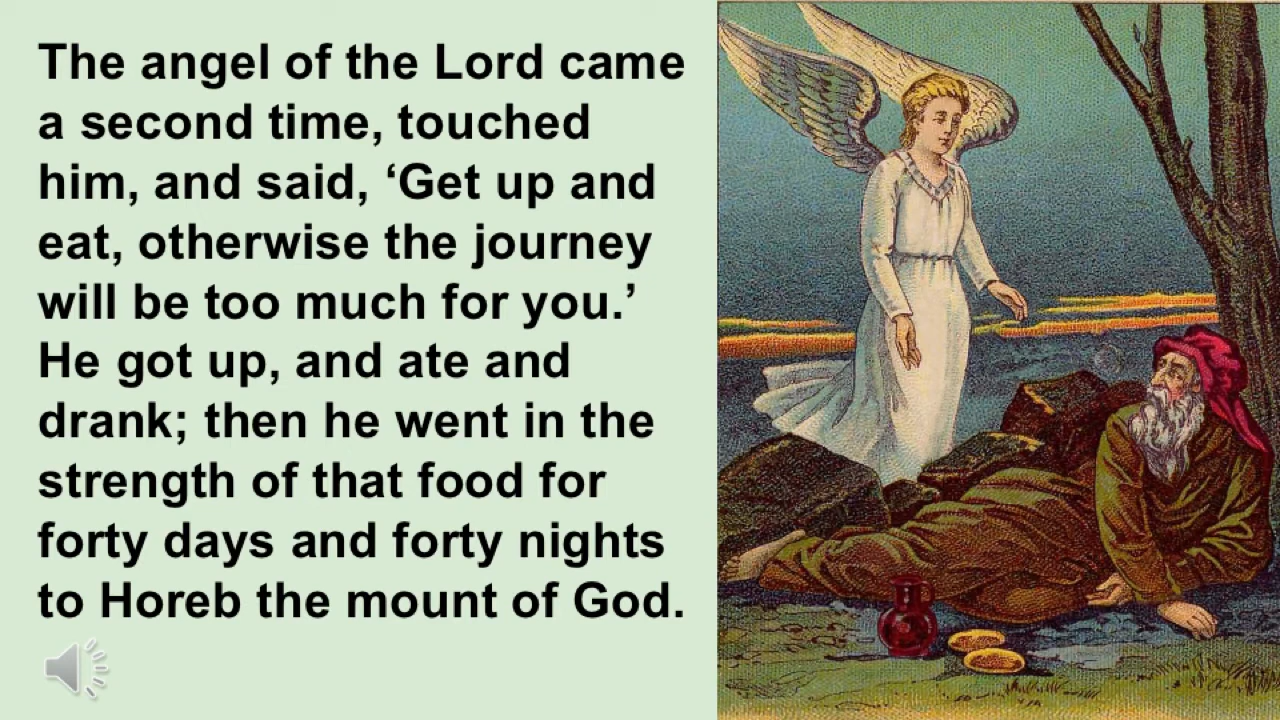 The angel of the Lord came
a second time, touched
him, and said, ‘Get up and
eat, otherwise the journey
will be too much for you.’
He got up, and ate and
drank; then he went in the
strength of that food for
forty days and forty nights
to Horeb the mount of God.